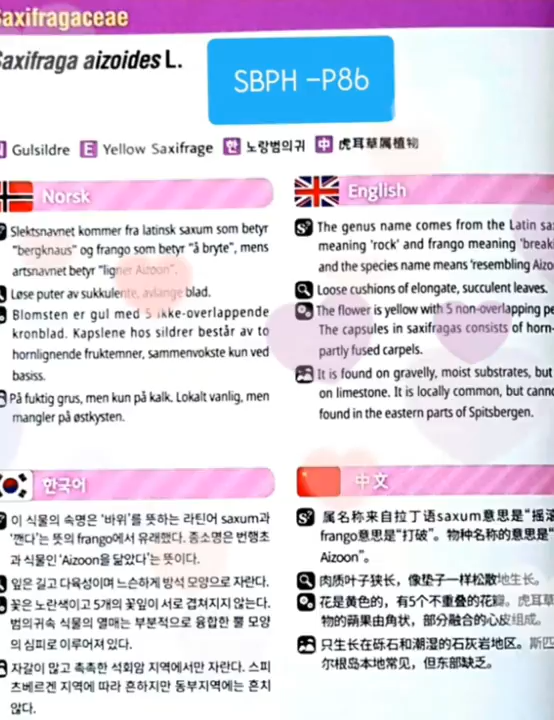 Saxifragaceae
Saxifraga aizoides L.
SBPH -P86
Gulsildre E Yellow Saxifrage 한 노랑범의귀 中 虎耳草属植物
Norsk
Slektsnavnet kommer fra latinsk saxum som betyr
"bergknaus" og frango som betyr "å bryte", mens
artsnavnet betyr "ligner Aizoon".
Løse puter av sukkulente, avlange blad.
Blomsten er gul med 5 ikke-overlappende
kronblad. Kapslene hos sildrer består av to
hornlignende fruktemner, sammenvokste kun ved
basiss.
På fuktig grus, men kun på kalk. Lokalt vanlig, men
mangler på østkysten.
English
The genus name comes from the Latin
meaning 'rock' and frango meaning
and the species name means 'resembling
Loose cushions of elongate, succulent leaves.
The flower is yellow with 5 non-overlapping
The capsules in saxifragas consists of horn-
partly fused carpels.
It is found on gravelly, moist substrates, but
on limestone. It is locally common, but
found in the eastern parts of Spitsbergen.
한국어
이 식물의 속명은 '바위'를 뜻하는 라틴어 saxum과
'깬다'는 뜻의 frango에서 유래했다. 종소명은 번행초
과 식물인 'Aizoon을 닮았다'는 뜻이다.
잎은 길고 다육성이며 느슨하게 방석 모양으로 자란다.
꽃은 노란색이고 5개의 꽃잎이 서로 겹쳐지지 않는다.
범의귀속 식물의 열매는 부분적으로 융합한 뿔 모양
의 심피로 이루어져 있다.
자갈이 많고 촉촉한 석회암 지역에서만 자란다. 스피
츠베르겐 지역에 따라 흔하지만 동부지역에는 흔치
않다.
中文
属名称来自拉丁语saxum意思是“摇滚
frango意思是“打破”。物种名称的意思是“
Aizoon”。
肉质叶子狭长，像垫子一样松散地生长。
花是黄色的，有5个不重叠的花瓣。虎耳草
物的蒴果由角状，部分融合的心皮组成。
只生长在砾石和潮湿的石灰岩地区。斯匹
尔根岛本地常见，但东部缺乏。